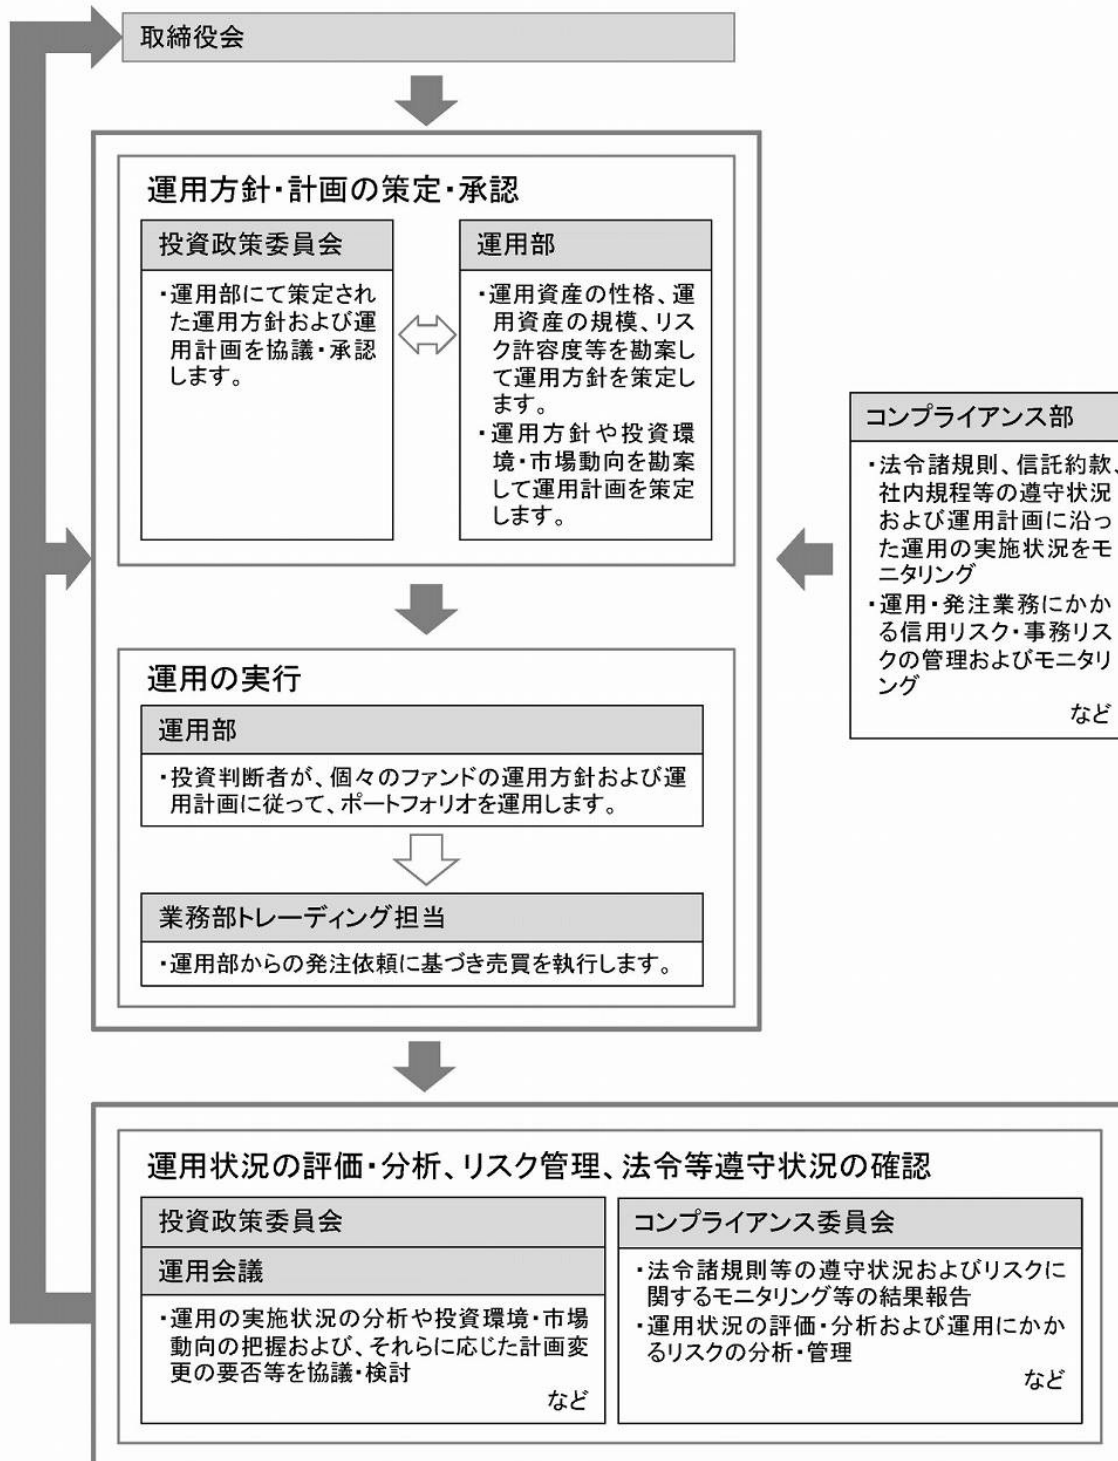 取締役会
運用方針・計画の策定・承認
投資政策委員会
・運用部にて策定され
た運用方針および運
用計画を協議・承認
します。
運用部
・運用資産の性格、運
用資産の規模、リス
ク許容度等を勘案し
て運用方針を策定し
ます。
・運用方針や投資環
境・市場動向を勘案
して運用計画を策定
します。
コンプライアンス部
・法令諸規則、信託約款、
社内規程等の遵守状況
および運用計画に沿っ
た運用の実施状況をモ
ニタリング
・運用・発注業務にかか
る信用リスク・事務リス
クの管理およびモニタリ
ング
など
運用の実行
運用部
・投資判断者が、個々のファンドの運用方針および運
用計画に従って、ポートフォリオを運用します。
業務部トレーディング担当
・運用部からの発注依頼に基づき売買を執行します。
運用状況の評価・分析、リスク管理、法令等遵守状況の確認
投資政策委員会
運用会議
・運用の実施状況の分析や投資環境・市場
動向の把握および、それらに応じた計画変
更の要否等を協議・検討
など
コンプライアンス委員会
・法令諸規則等の遵守状況およびリスクに
関するモニタリング等の結果報告
・運用状況の評価・分析および運用にかか
るリスクの分析・管理
など